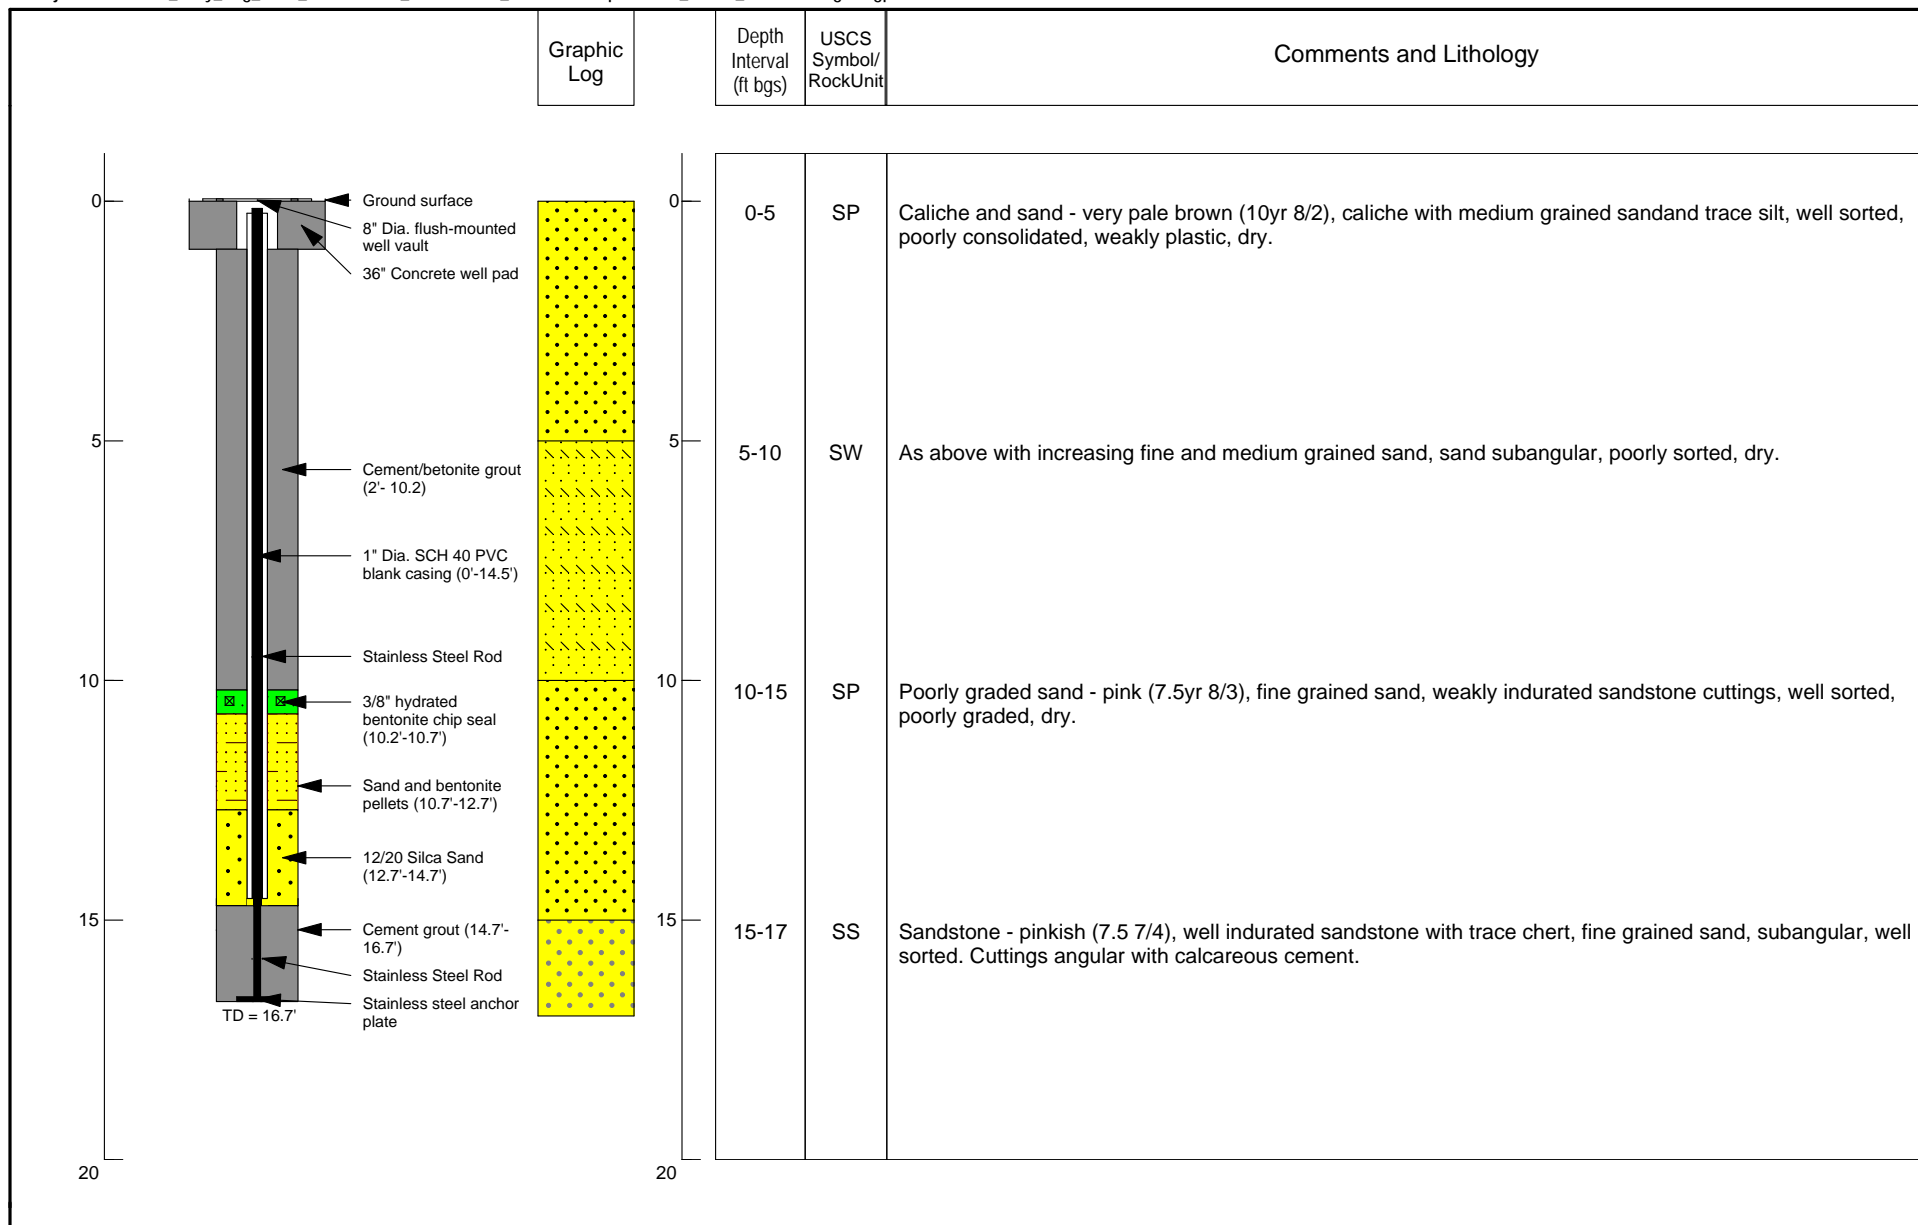 Graphic
Log
Depth
Interval
(ft bgs)
USCS
Symbol/
RockUnit
Comments and Lithology
0
5
10
15
20
Ground surface
8" Dia. flush-mounted
well vault
36" Concrete well pad
Cement/betonite grout
(2'- 10.2)
1" Dia. SCH 40 PVC
blank casing (0'-14.5')
Stainless Steel Rod
3/8" hydrated
bentonite chip seal
(10.2'-10.7')
Sand and bentonite
pellets (10.7'-12.7')
12/20 Silca Sand
(12.7'-14.7')
Cement grout (14.7'-
16.7')
Stainless Steel Rod
Stainless steel anchor
plate
TD = 16.7'
0
5
10
15
20
0-5
SP
Caliche and sand - very pale brown (10yr 8/2), caliche with medium grained sandand trace silt, well sorted,
poorly consolidated, weakly plastic, dry.
5-10
SW
As above with increasing fine and medium grained sand, sand subangular, poorly sorted, dry.
10-15
SP
Poorly graded sand - pink (7.5yr 8/3), fine grained sand, weakly indurated sandstone cuttings, well sorted,
poorly graded, dry.
15-17
SS
Sandstone - pinkish (7.5 7/4), well indurated sandstone with trace chert, fine grained sand, subangular, well
sorted. Cuttings angular with calcareous cement.